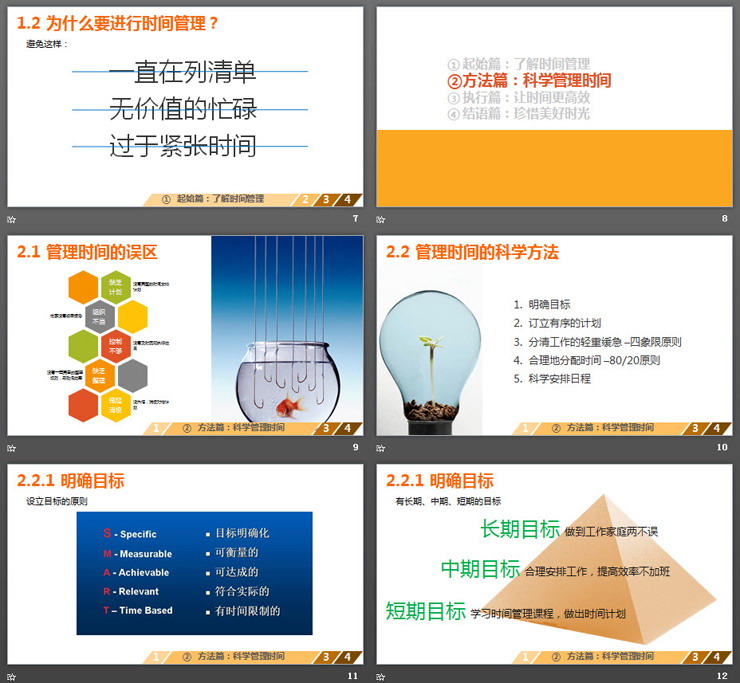 1.2 为什么要进行时间管理？
避免这样：
一直在列清单
无价值的忙碌
过于紧张时间
① 起始篇：了解时间管理 2 3 4
7
①起始篇：了解时间管理
②方法篇：科学管理时间
③执行篇：让时间更高效
④结语篇：珍惜美好时光
8
2.1 管理时间的误区
缺乏
计划
组织
不当
控制
不够
缺乏
1 ② 方法篇：科学管理时间 3 4
9
2.2 管理时间的科学方法
1. 明确目标
2. 订立有序的计划
3. 分清工作的轻重缓急 –四象限原则
4. 合理地分配时间 –80/20原则
5. 科学安排日程
1 ② 方法篇：科学管理时间 3 4
10
2.2.1 明确目标
设立目标的原则
S - Specific ▪ 目标明确化
M - Measurable ▪ 可衡量的
A - Achievable ▪ 可达成的
R - Relevant ▪ 符合实际的
T – Time Based ▪ 有时间限制的
1 ② 方法篇：科学管理时间 3 4
11
2.2.1 明确目标
有长期、中期、短期的目标
长期目标 做到工作家庭两不误
中期目标 合理安排工作，提高效率不加班
短期目标 学习时间管理课程，做出时间计划
1 ② 方法篇：科学管理时间 3 4
12